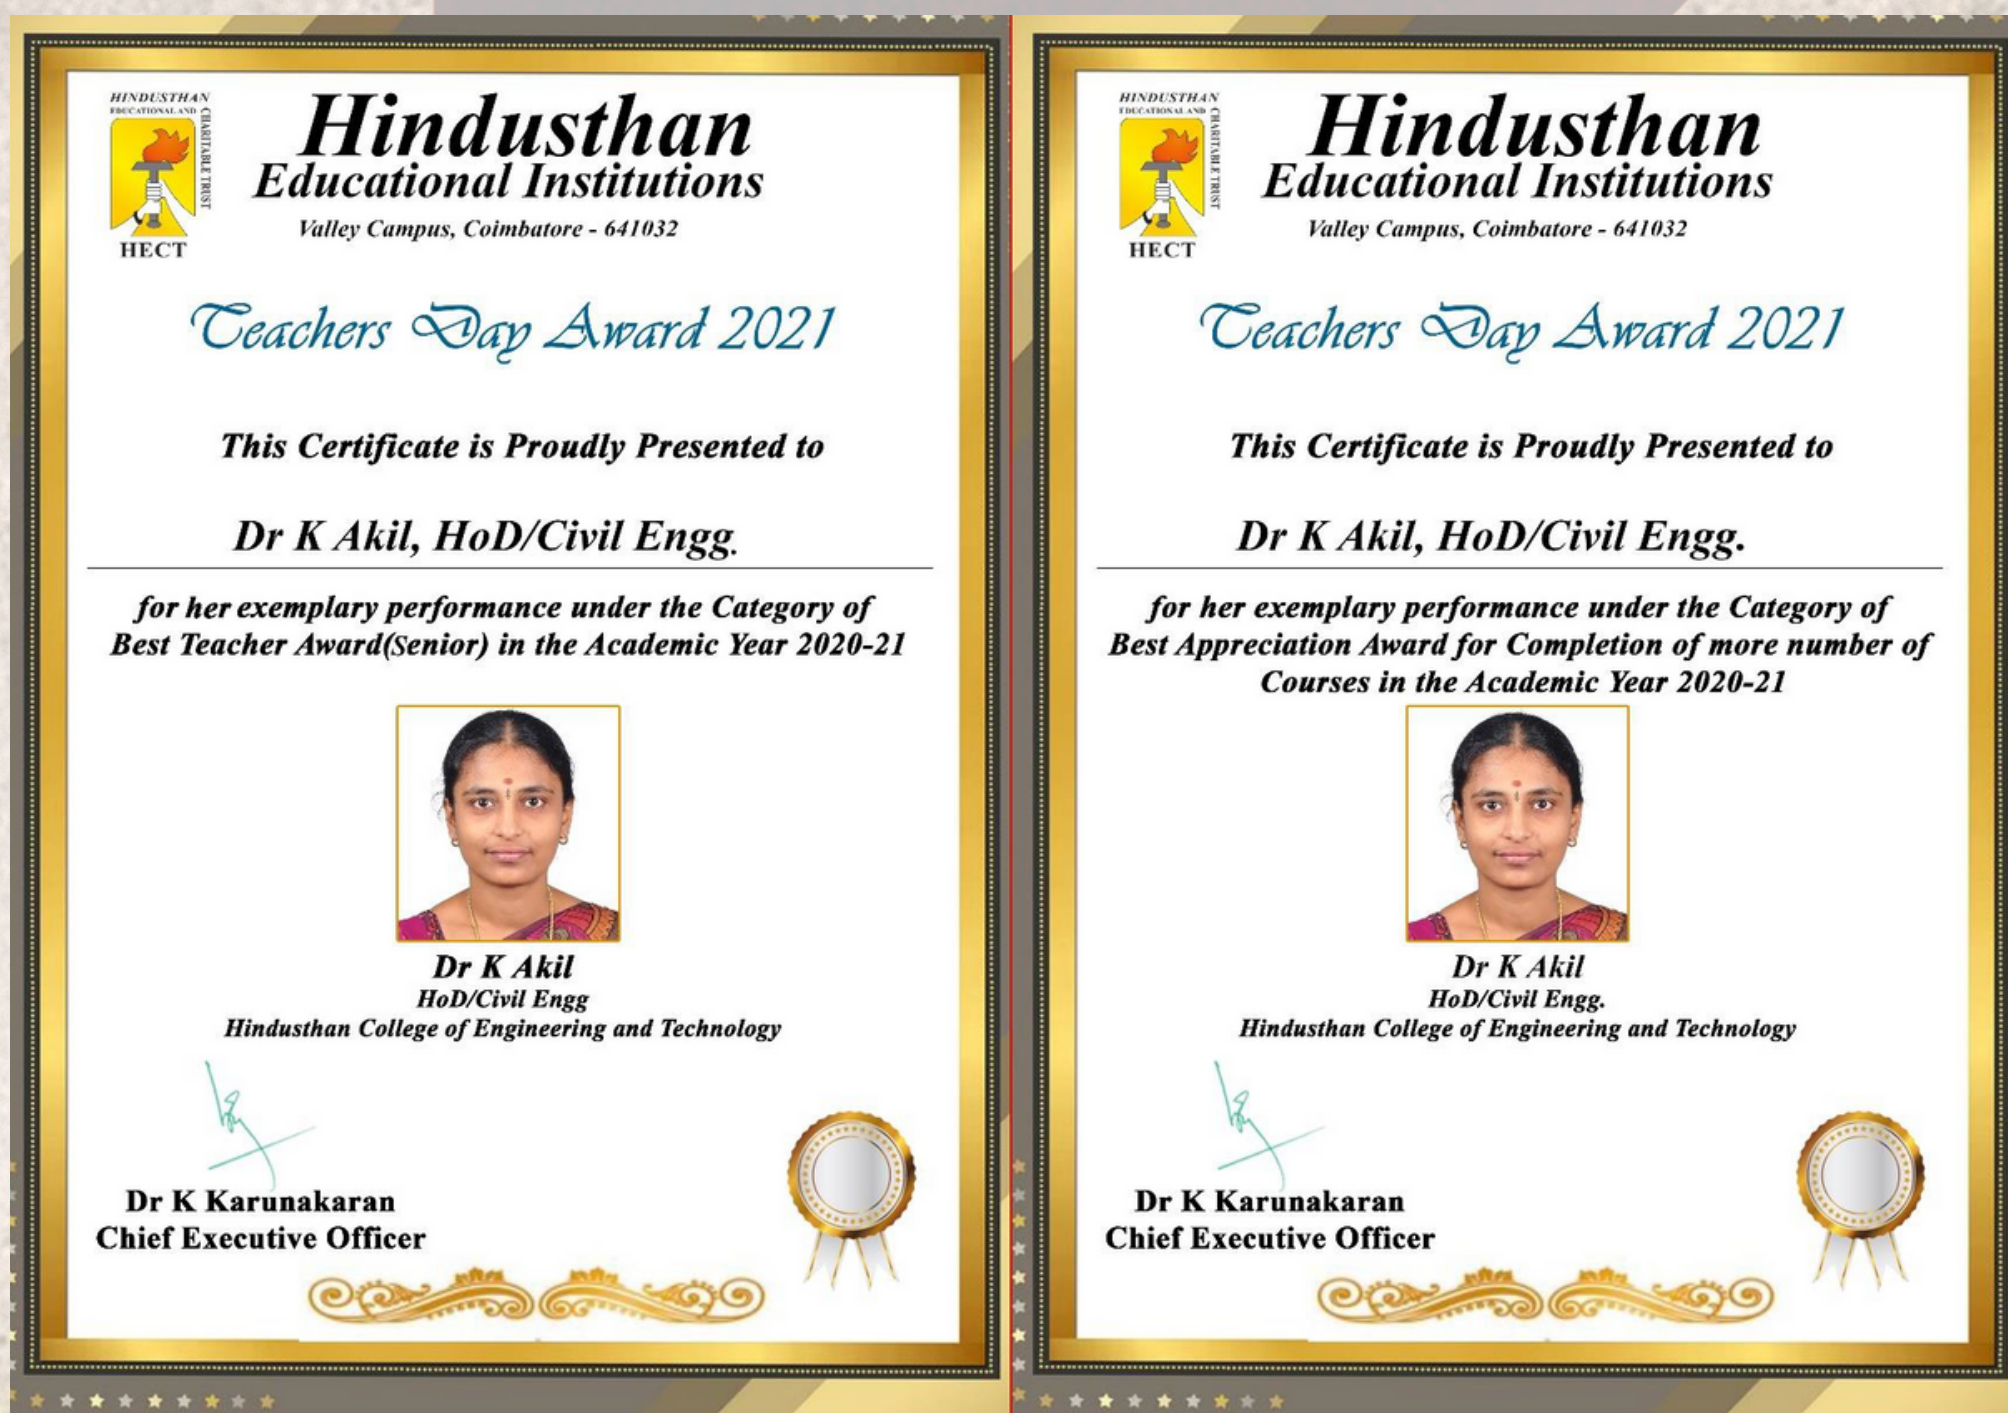 HINDUSTHAN
EDUCATIONAL AND
CHARITABLE TRUST
HECT
Hindusthan
Educational Institutions
Valley Campus, Coimbatore - 641032
Teachers Day Award 2021
This Certificate is Proudly Presented to
Dr K Akil, HoD/Civil Engg.
for her exemplary performance under the Category of
Best Teacher Award(Senior) in the Academic Year 2020-21
Dr K Akil
HoD/Civil Engg
Hindusthan College of Engineering and Technology
Dr K Karunakaran
Chief Executive Officer
HINDUSTHAN
EDUCATIONAL AND
CHARITABLE TRUST
HECT
Hindusthan
Educational Institutions
Valley Campus, Coimbatore - 641032
Teachers Day Award 2021
This Certificate is Proudly Presented to
Dr K Akil, HoD/Civil Engg.
for her exemplary performance under the Category of
Best Appreciation Award for Completion of more number of
Courses in the Academic Year 2020-21
Dr K Akil
HoD/Civil Engg.
Hindusthan College of Engineering and Technology
Dr K Karunakaran
Chief Executive Officer